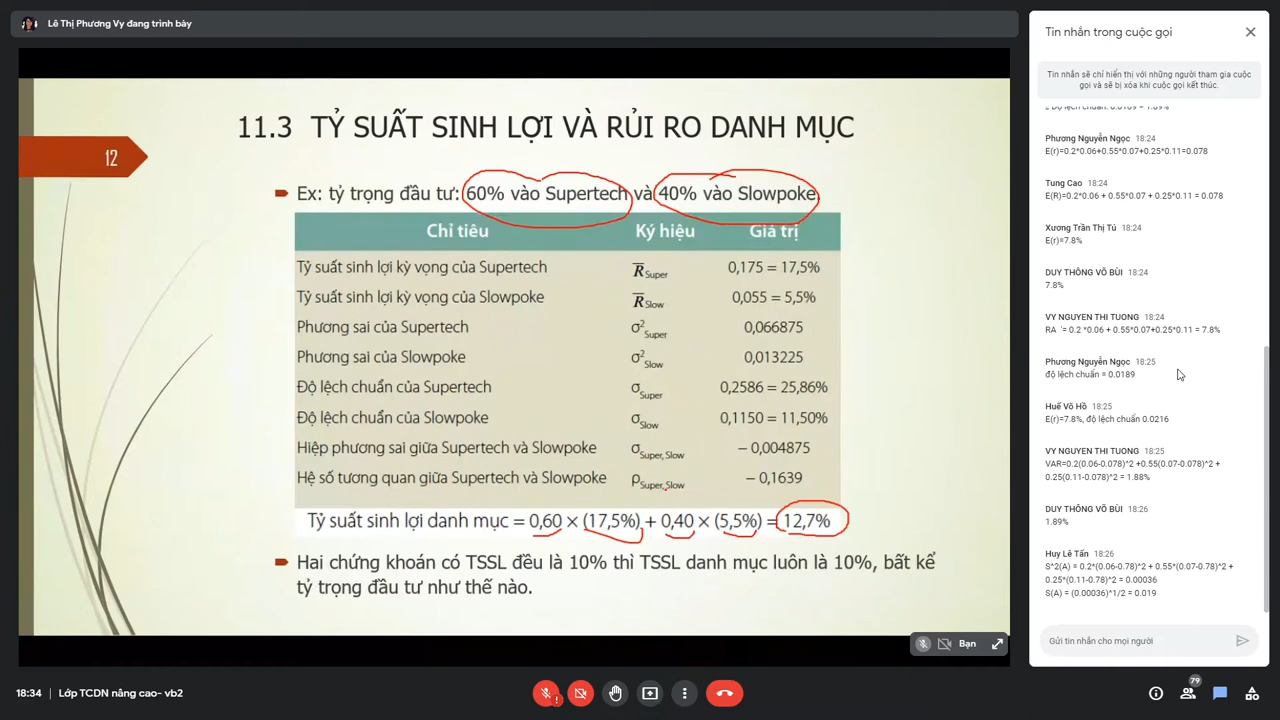 Lê Thị Phương Vy đang trình bày
12
11.3 TỶ SUẤT SINH LỢI VÀ RỦI RO DANH MỤC
Ex: tỷ trọng đầu tư: 60% vào Supertech và 40% vào Slowpoke.
Chỉ tiêu Ký hiệu Giá trị
Tỷ suất sinh lợi kỳ vọng của Supertech R̅Super 0,175 = 17,5%
Tỷ suất sinh lợi kỳ vọng của Slowpoke R̅Slow 0,055 = 5,5%
Phương sai của Supertech σ²Super 0,066875
Phương sai của Slowpoke σ²Slow 0,013225
Độ lệch chuẩn của Supertech σSuper 0,2586 = 25,86%
Độ lệch chuẩn của Slowpoke σSlow 0,1150 = 11,50%
Hiệp phương sai giữa Supertech và Slowpoke σSuper, Slow − 0,004875
Hệ số tương quan giữa Supertech và Slowpoke ρSuper, Slow − 0,1639
Tỷ suất sinh lợi danh mục = 0,60 × (17,5%) + 0,40 × (5,5%) = 12,7%
Hai chứng khoán có TSSL đều là 10% thì TSSL danh mục luôn là 10%, bất kể
tỷ trọng đầu tư như thế nào.
Bạn
18:34 | Lớp TCDN nâng cao- vb2
Tin nhắn trong cuộc gọi
Tin nhắn sẽ chỉ hiển thị với những người tham gia cuộc
gọi và sẽ bị xóa khi cuộc gọi kết thúc.
Phương Nguyễn Ngọc 18:24
E(r)=0.2*0.06+0.55*0.07+0.25*0.11=0.078
Tung Cao 18:24
E(R)=0.2*0.06 + 0.55*0.07 + 0.25*0.11 = 0.078
Xương Trần Thị Tú 18:24
E(r)=7.8%
DUY THÔNG VÕ BÙI 18:24
7.8%
VY NGUYEN THI TUONG 18:24
RA `= 0.2 *0.06 + 0.55*0.07+0.25*0.11 = 7.8%
Phương Nguyễn Ngọc 18:25
độ lệch chuẩn = 0.0189
Huế Võ Hồ 18:25
E(r)=7.8%, độ lệch chuẩn 0.0216
VY NGUYEN THI TUONG 18:25
VAR=0.2(0.06-0.078)^2 +0.55(0.07-0.078)^2 +
0.25(0.11-0.078)^2 = 1.88%
DUY THÔNG VÕ BÙI 18:26
1.89%
Huy Lê Tấn 18:26
S^2(A) = 0.2*(0.06-0.78)^2 + 0.55*(0.07-0.78)^2 +
0.25*(0.11-0.78)^2 = 0.00036
S(A) = (0.00036)^1/2 = 0.019
Gửi tin nhắn cho mọi người
79